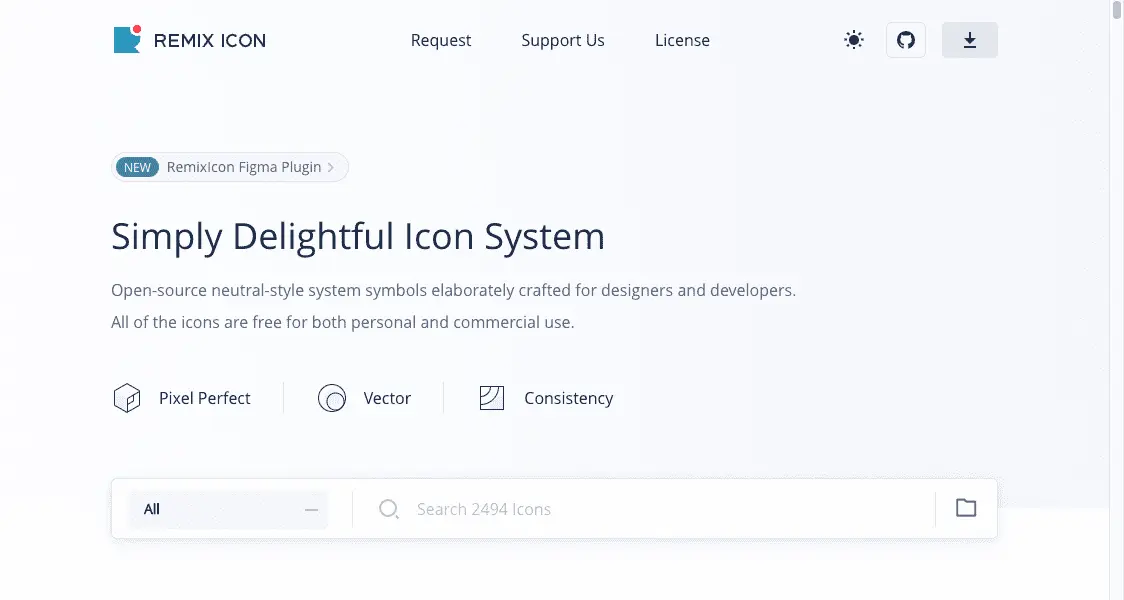 REMIX ICON
Request
Support Us
License
NEW RemixIcon Figma Plugin
Simply Delightful Icon System
Open-source neutral-style system symbols elaborately crafted for designers and developers.
All of the icons are free for both personal and commercial use.
Pixel Perfect
Vector
Consistency
All
Search 2494 Icons